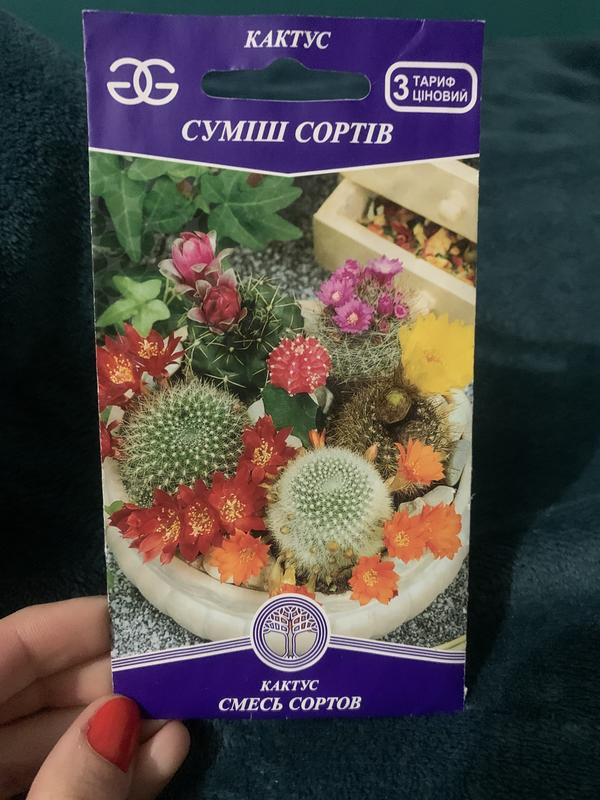 КАКТУС
3 ТАРИФ
ЦІНОВИЙ
СУМІШ СОРТІВ
КАКТУС
СМЕСЬ СОРТОВ